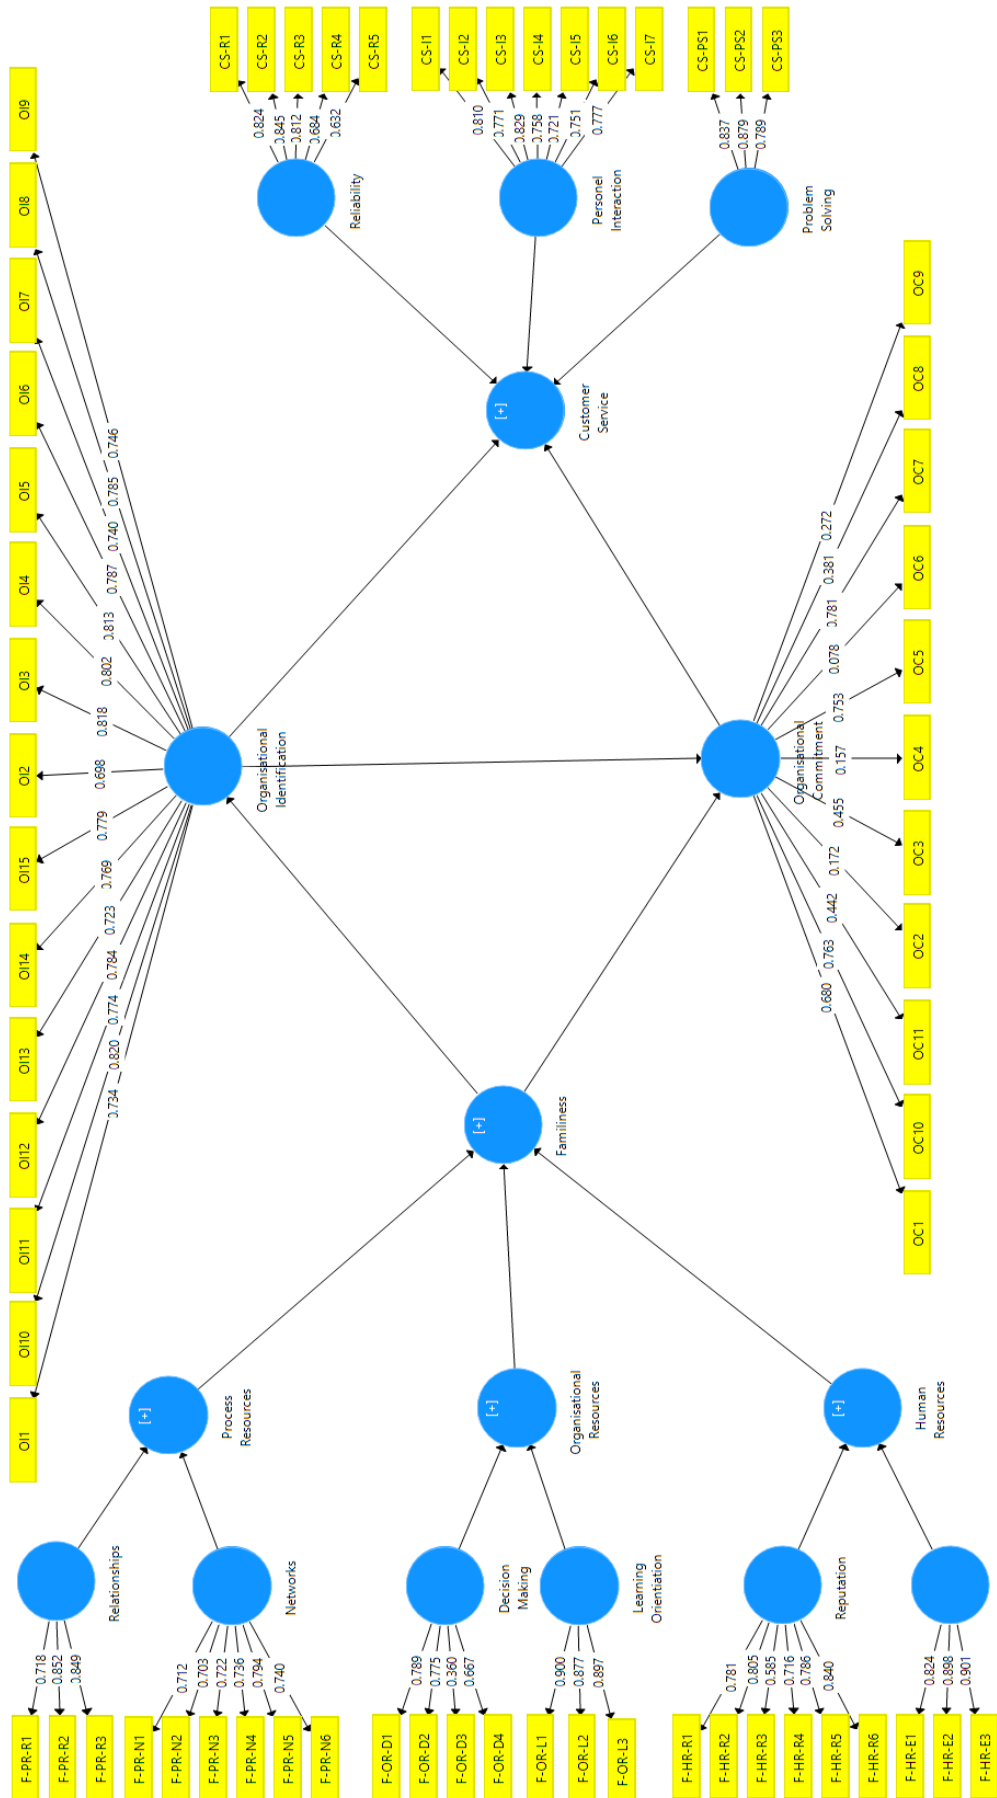 OI1
OI10
OI11
OI12
OI13
OI14
OI15
OI2
OI3
OI4
OI5
OI6
OI7
OI8
OI9
0.734
0.820
0.774
0.784
0.723
0.769
0.779
0.698
0.818
0.802
0.813
0.787
0.740
0.785
0.746
Organisational
Identification
F-PR-R1
F-PR-R2
F-PR-R3
0.718
0.852
0.849
Relationships
F-PR-N1
F-PR-N2
F-PR-N3
F-PR-N4
F-PR-N5
F-PR-N6
0.712
0.703
0.722
0.736
0.794
0.740
Networks
[+]
Process
Resources
F-OR-D1
F-OR-D2
F-OR-D3
F-OR-D4
0.789
0.775
0.360
0.667
Decision
Making
F-OR-L1
F-OR-L2
F-OR-L3
0.900
0.877
0.897
Learning
Orientiation
[+]
Organisational
Resources
F-HR-R1
F-HR-R2
F-HR-R3
F-HR-R4
F-HR-R5
F-HR-R6
0.781
0.805
0.585
0.716
0.786
0.840
Reputation
F-HR-E1
F-HR-E2
F-HR-E3
0.824
0.898
0.901
[+]
Human
Resources
[+]
Familiness
Organisational
Commitment
0.680
0.763
0.442
0.172
0.455
0.157
0.753
0.078
0.781
0.381
0.272
OC1
OC10
OC11
OC2
OC3
OC4
OC5
OC6
OC7
OC8
OC9
[+]
Customer
Service
Reliability
0.824
0.845
0.812
0.684
0.632
CS-R1
CS-R2
CS-R3
CS-R4
CS-R5
Personel
Interaction
0.810
0.771
0.829
0.758
0.721
0.751
0.777
CS-I1
CS-I2
CS-I3
CS-I4
CS-I5
CS-I6
CS-I7
Problem
Solving
0.837
0.879
0.789
CS-PS1
CS-PS2
CS-PS3